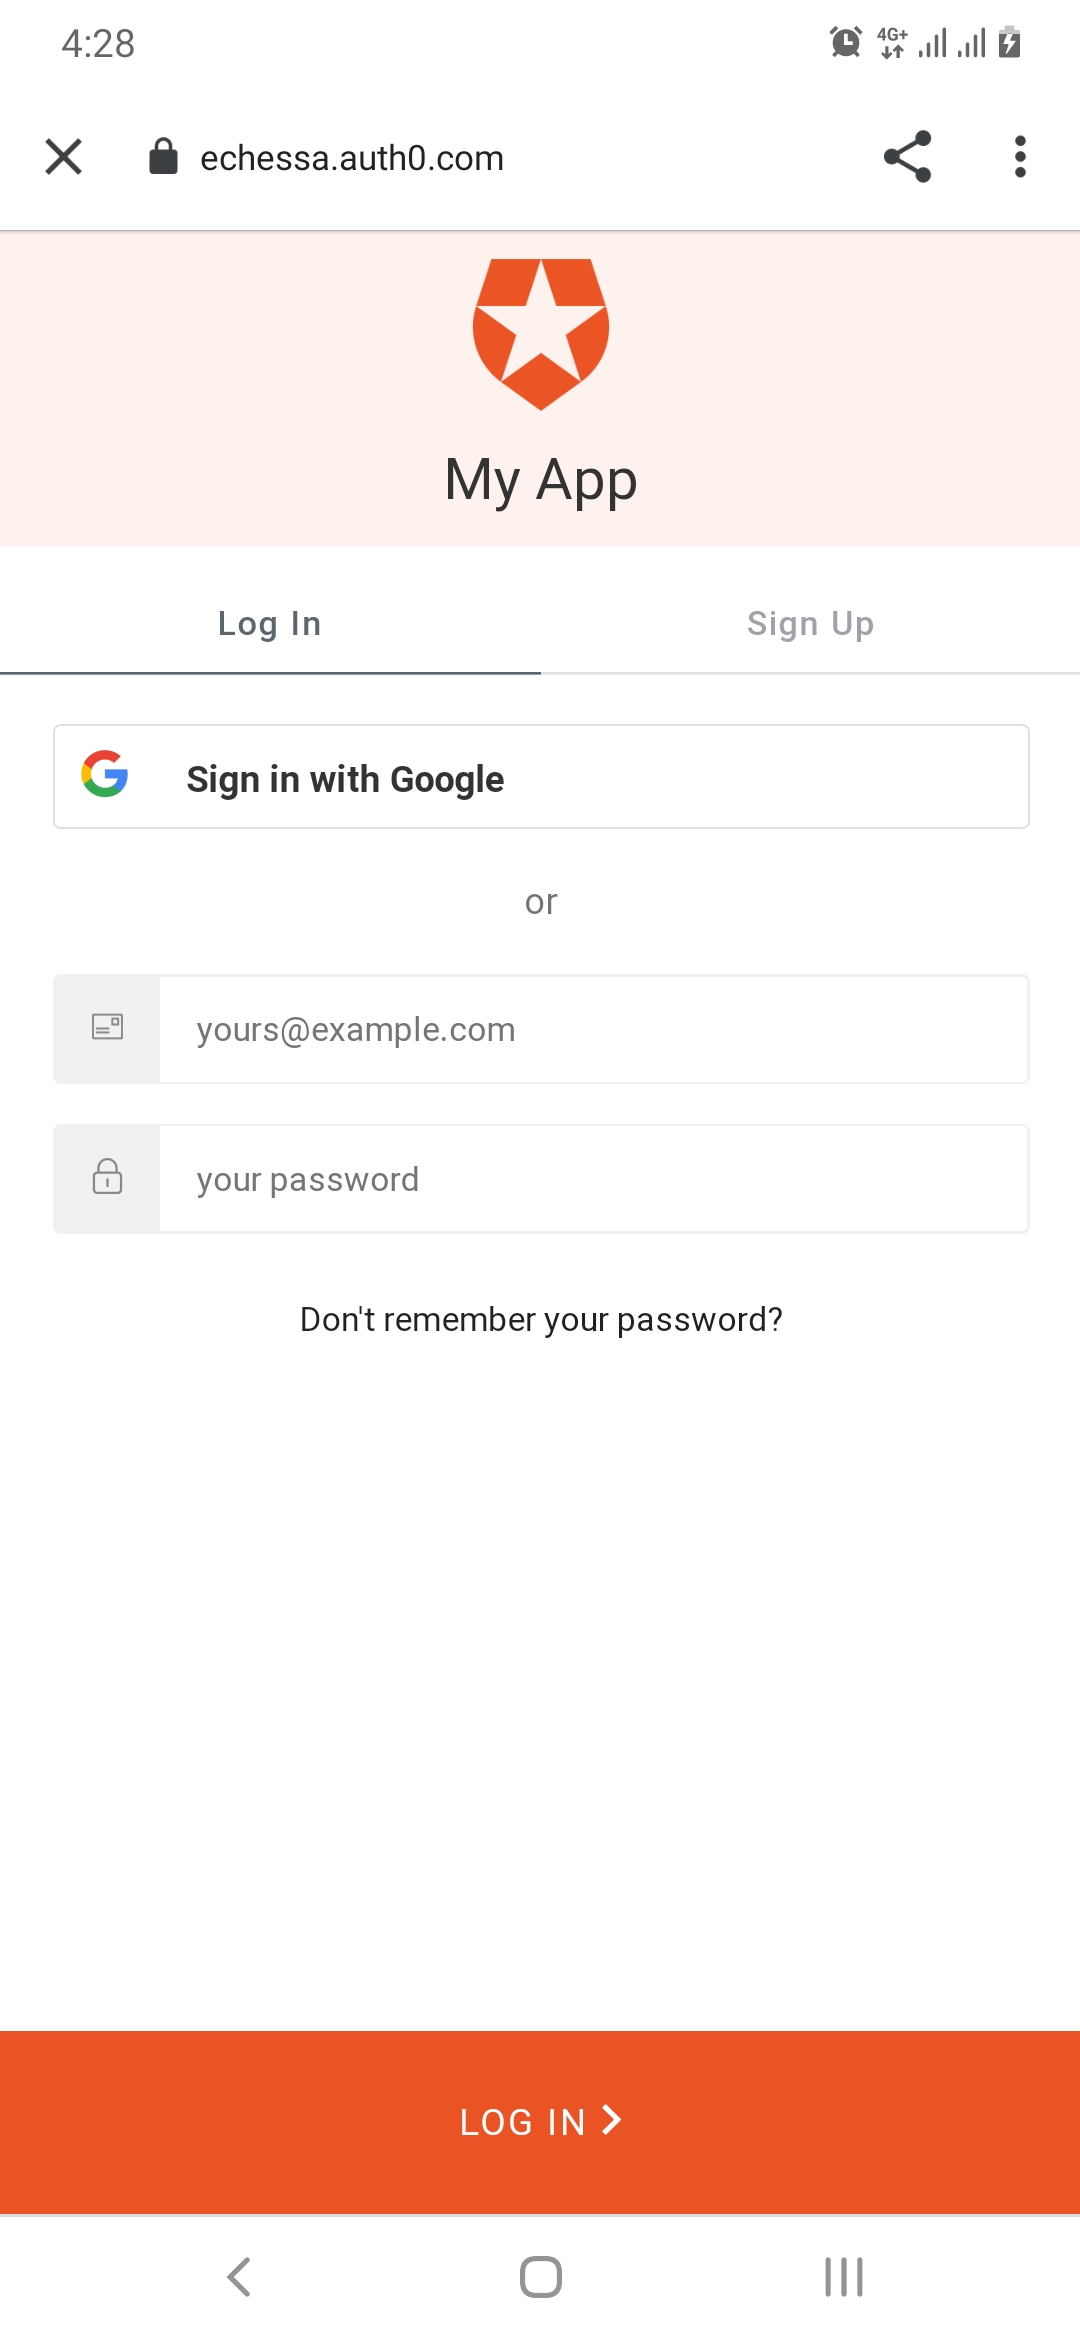 4:28
4G+
echessa.auth0.com
My App
Log In
Sign Up
Sign in with Google
or
yours@example.com
your password
Don't remember your password?
LOG IN